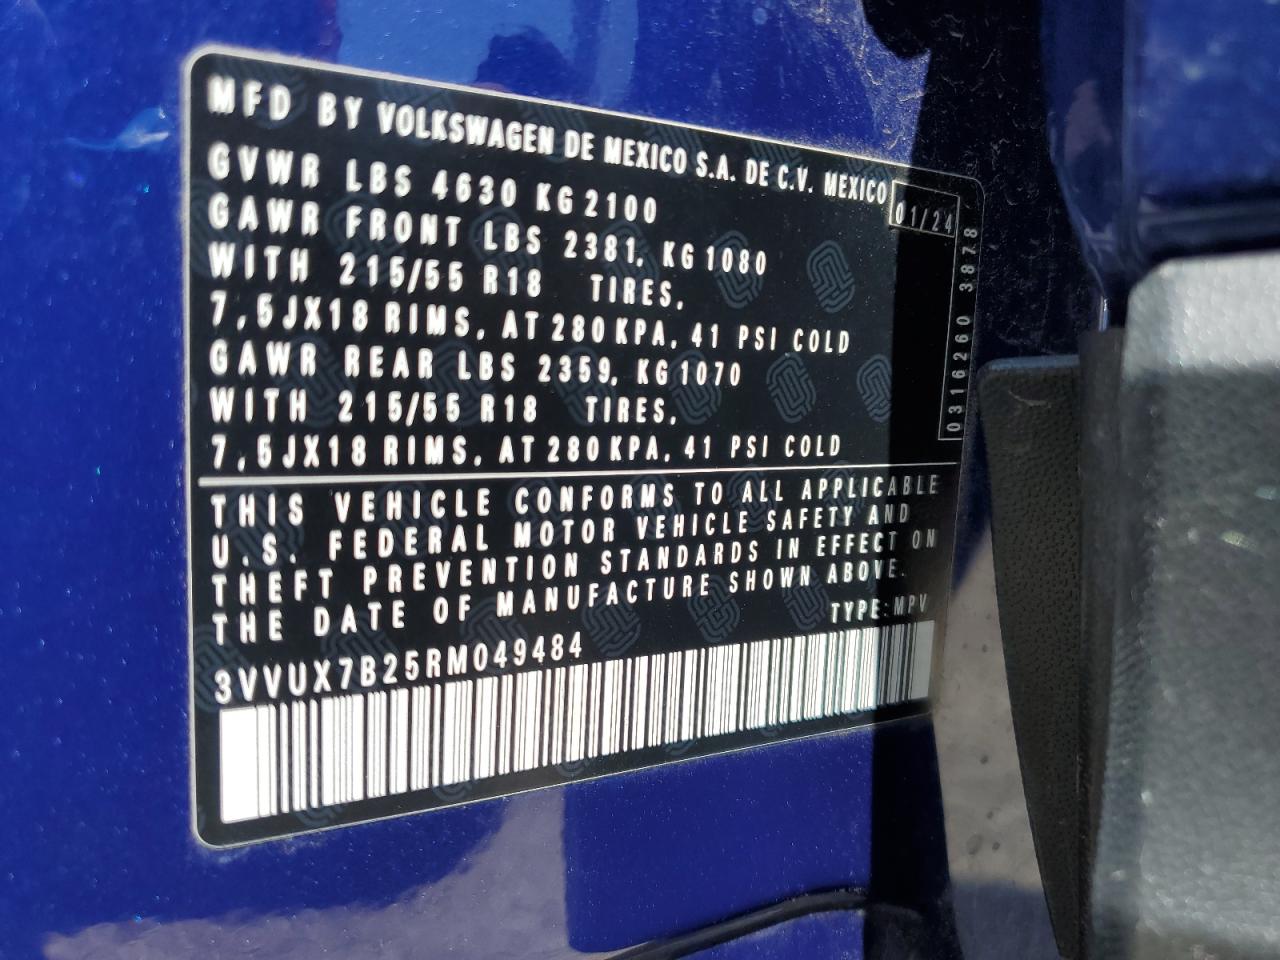 MFD BY VOLKSWAGEN DE MEXICO S.A. DE C.V. MEXICO
01/24
GVWR LBS 4630 KG 2100
GAWR FRONT LBS 2381, KG 1080
WITH 215/55 R18 TIRES,
7,5JX18 RIMS, AT 280 KPA, 41 PSI COLD
GAWR REAR LBS 2359, KG 1070
WITH 215/55 R18 TIRES,
7,5JX18 RIMS, AT 280 KPA, 41 PSI COLD
0316260 3878
THIS VEHICLE CONFORMS TO ALL APPLICABLE
U.S. FEDERAL MOTOR VEHICLE SAFETY AND
THEFT PREVENTION STANDARDS IN EFFECT ON
THE DATE OF MANUFACTURE SHOWN ABOVE.
TYPE:MPV
3VVUX7B25RM049484